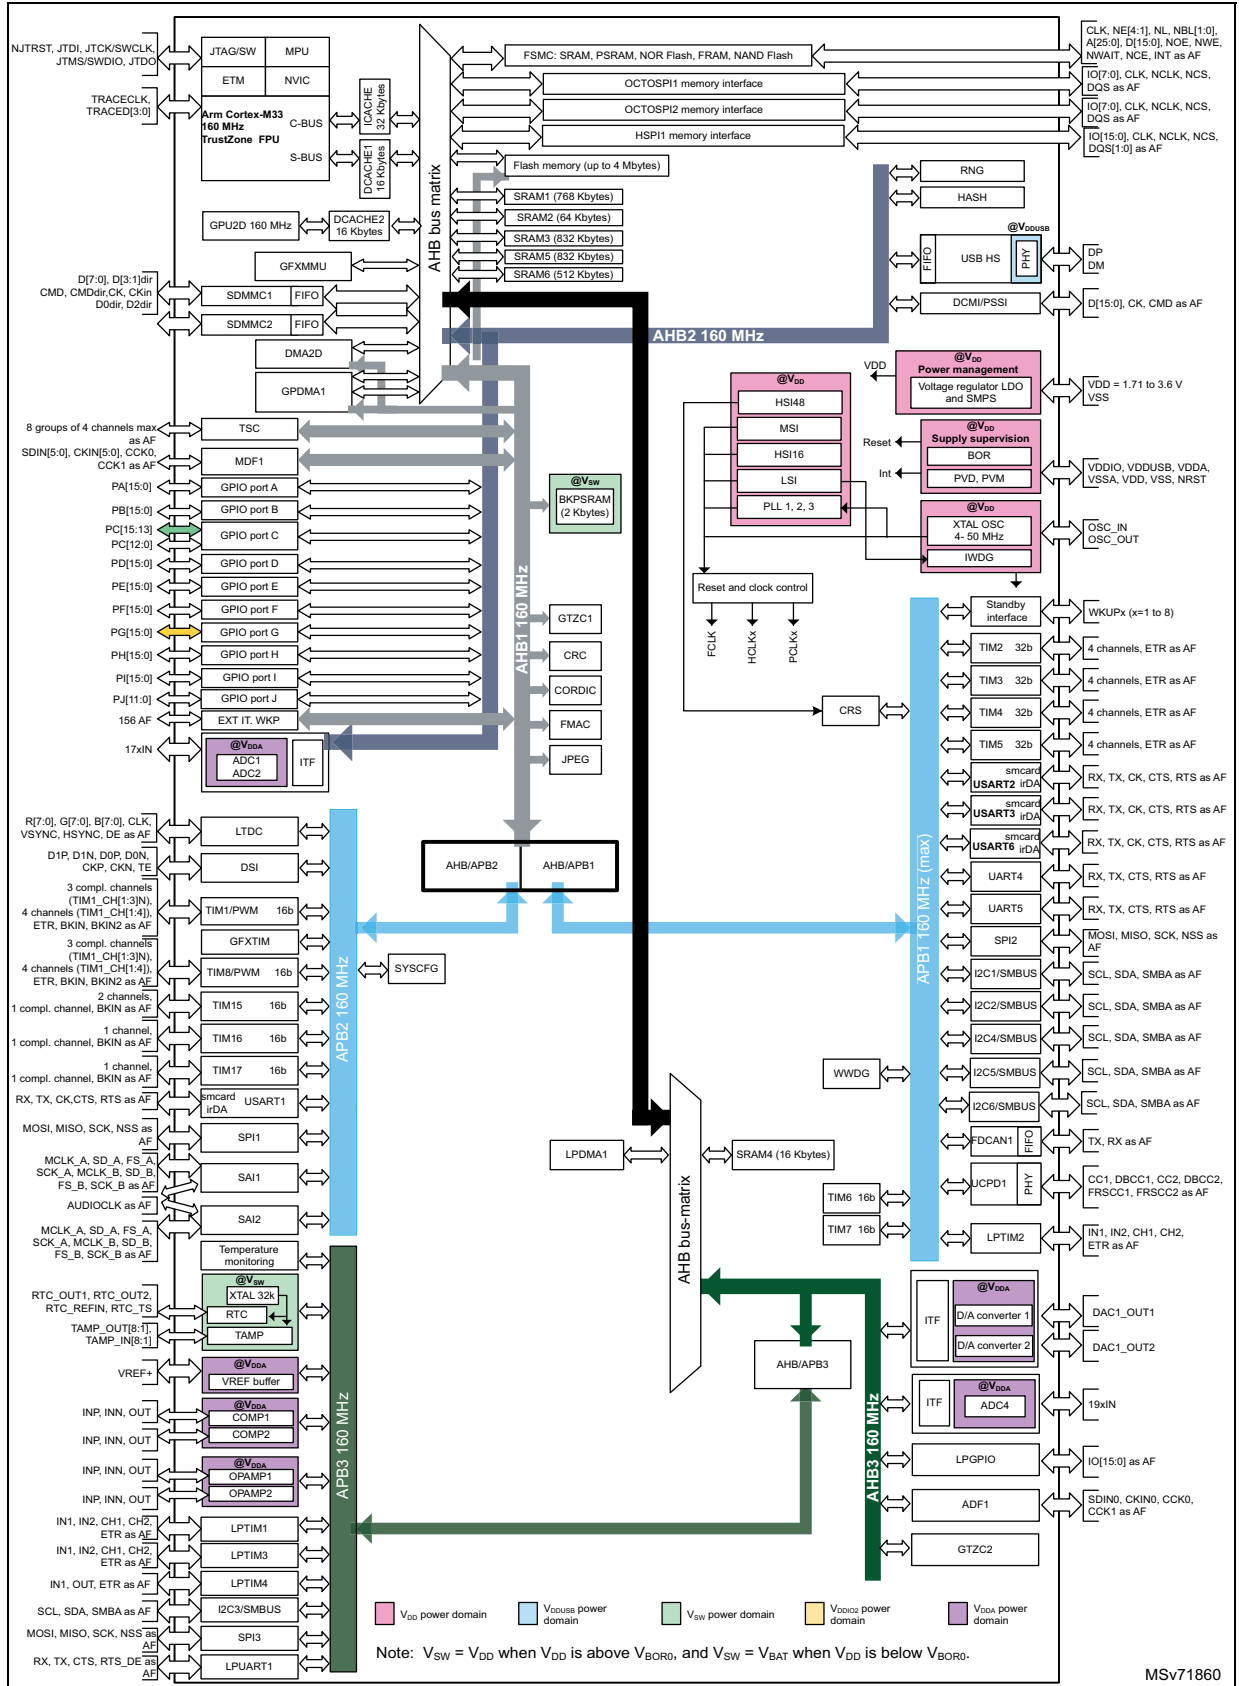 NJTRST, JTDI, JTCK/SWCLK,
JTMS/SWDIO, JTDO
TRACECLK,
TRACED[3:0]
JTAG/SW
MPU
ETM
NVIC
Arm Cortex-M33
160 MHz
TrustZone FPU
C-BUS
S-BUS
ICACHE
32 Kbytes
DCACHE1
16 Kbytes
GPU2D 160 MHz
DCACHE2
16 Kbytes
AHB bus matrix
FSMC: SRAM, PSRAM, NOR Flash, FRAM, NAND Flash
OCTOSPI1 memory interface
OCTOSPI2 memory interface
HSPI1 memory interface
Flash memory (up to 4 Mbytes)
SRAM1 (768 Kbytes)
SRAM2 (64 Kbytes)
SRAM3 (832 Kbytes)
SRAM5 (832 Kbytes)
SRAM6 (512 Kbytes)
CLK, NE[4:1], NL, NBL[1:0],
A[25:0], D[15:0], NOE, NWE,
NWAIT, NCE, INT as AF
IO[7:0], CLK, NCLK, NCS,
DQS as AF
IO[7:0], CLK, NCLK, NCS,
DQS as AF
IO[15:0], CLK, NCLK, NCS,
DQS[1:0] as AF
RNG
HASH
@VDDUSB
FIFO
USB HS
PHY
DP
DM
DCMI/PSSI
D[15:0], CK, CMD as AF
GFXMMU
D[7:0], D[3:1]dir
CMD, CMDdir,CK, CKin
D0dir, D2dir
SDMMC1
FIFO
SDMMC2
FIFO
DMA2D
GPDMA1
AHB2 160 MHz
8 groups of 4 channels max
as AF
TSC
SDIN[5:0], CKIN[5:0], CCK0,
CCK1 as AF
MDF1
PA[15:0]
GPIO port A
PB[15:0]
GPIO port B
PC[15:13]
PC[12:0]
GPIO port C
PD[15:0]
GPIO port D
PE[15:0]
GPIO port E
PF[15:0]
GPIO port F
PG[15:0]
GPIO port G
PH[15:0]
GPIO port H
PI[15:0]
GPIO port I
PJ[11:0]
GPIO port J
156 AF
EXT IT. WKP
17xIN
@VDDA
ADC1
ADC2
ITF
AHB1 160 MHz
@VSW
BKPSRAM
(2 Kbytes)
GTZC1
CRC
CORDIC
FMAC
JPEG
@VDD
HSI48
MSI
HSI16
LSI
PLL 1, 2, 3
VDD
@VDD
Power management
Voltage regulator LDO
and SMPS
VDD = 1.71 to 3.6 V
VSS
Reset
Int
@VDD
Supply supervision
BOR
PVD, PVM
VDDIO, VDDUSB, VDDA,
VSSA, VDD, VSS, NRST
@VDD
XTAL OSC
4- 50 MHz
IWDG
OSC_IN
OSC_OUT
Reset and clock control
FCLK
HCLKx
PCLKx
CRS
Standby
interface
WKUPx (x=1 to 8)
TIM2 32b
4 channels, ETR as AF
TIM3 32b
4 channels, ETR as AF
TIM4 32b
4 channels, ETR as AF
TIM5 32b
4 channels, ETR as AF
smcard
USART2 irDA
RX, TX, CK, CTS, RTS as AF
smcard
USART3 irDA
RX, TX, CK, CTS, RTS as AF
smcard
USART6 irDA
RX, TX, CK, CTS, RTS as AF
UART4
RX, TX, CTS, RTS as AF
UART5
RX, TX, CTS, RTS as AF
SPI2
MOSI, MISO, SCK, NSS as
AF
I2C1/SMBUS
SCL, SDA, SMBA as AF
I2C2/SMBUS
SCL, SDA, SMBA as AF
I2C4/SMBUS
SCL, SDA, SMBA as AF
I2C5/SMBUS
SCL, SDA, SMBA as AF
I2C6/SMBUS
SCL, SDA, SMBA as AF
FDCAN1
FIFO
TX, RX as AF
UCPD1
PHY
CC1, DBCC1, CC2, DBCC2,
FRSCC1, FRSCC2 as AF
LPTIM2
IN1, IN2, CH1, CH2,
ETR as AF
APB1 160 MHz (max)
WWDG
TIM6 16b
TIM7 16b
AHB/APB2
AHB/APB1
R[7:0], G[7:0], B[7:0], CLK,
VSYNC, HSYNC, DE as AF
LTDC
D1P, D1N, D0P, D0N,
CKP, CKN, TE
DSI
3 compl. channels
(TIM1_CH[1:3]N),
4 channels (TIM1_CH[1:4]),
ETR, BKIN, BKIN2 as AF
TIM1/PWM 16b
GFXTIM
3 compl. channels
(TIM1_CH[1:3]N),
4 channels (TIM1_CH[1:4]),
ETR, BKIN, BKIN2 as AF
TIM8/PWM 16b
2 channels,
1 compl. channel, BKIN as AF
TIM15 16b
1 channel,
1 compl. channel, BKIN as AF
TIM16 16b
1 channel,
1 compl. channel, BKIN as AF
TIM17 16b
RX, TX, CK,CTS, RTS as AF
smcard
irDA
USART1
MOSI, MISO, SCK, NSS as
AF
SPI1
MCLK_A, SD_A, FS_A,
SCK_A, MCLK_B, SD_B,
FS_B, SCK_B as AF
SAI1
AUDIOCLK as AF
SAI2
MCLK_A, SD_A, FS_A,
SCK_A, MCLK_B, SD_B,
FS_B, SCK_B as AF
APB2 160 MHz
SYSCFG
LPDMA1
AHB bus-matrix
SRAM4 (16 Kbytes)
Temperature
monitoring
@VSW
XTAL 32k
RTC
TAMP
RTC_OUT1, RTC_OUT2,
RTC_REFIN, RTC_TS
TAMP_OUT[8:1],
TAMP_IN[8:1]
VREF+
@VDDA
VREF buffer
INP, INN, OUT
INP, INN, OUT
@VDDA
COMP1
COMP2
INP, INN, OUT
INP, INN, OUT
@VDDA
OPAMP1
OPAMP2
IN1, IN2, CH1, CH2,
ETR as AF
LPTIM1
IN1, IN2, CH1, CH2,
ETR as AF
LPTIM3
IN1, OUT, ETR as AF
LPTIM4
SCL, SDA, SMBA as AF
I2C3/SMBUS
MOSI, MISO, SCK, NSS as
AF
SPI3
RX, TX, CTS, RTS_DE as
AF
LPUART1
APB3 160 MHz
AHB/APB3
AHB3 160 MHz
ITF
@VDDA
D/A converter 1
D/A converter 2
DAC1_OUT1
DAC1_OUT2
ITF
@VDDA
ADC4
19xIN
LPGPIO
IO[15:0] as AF
ADF1
SDIN0, CKIN0, CCK0,
CCK1 as AF
GTZC2
VDD power domain
VDDUSB power
domain
VSW power domain
VDDIO2 power
domain
VDDA power
domain
Note: VSW = VDD when VDD is above VBOR0, and VSW = VBAT when VDD is below VBOR0.
MSv71860